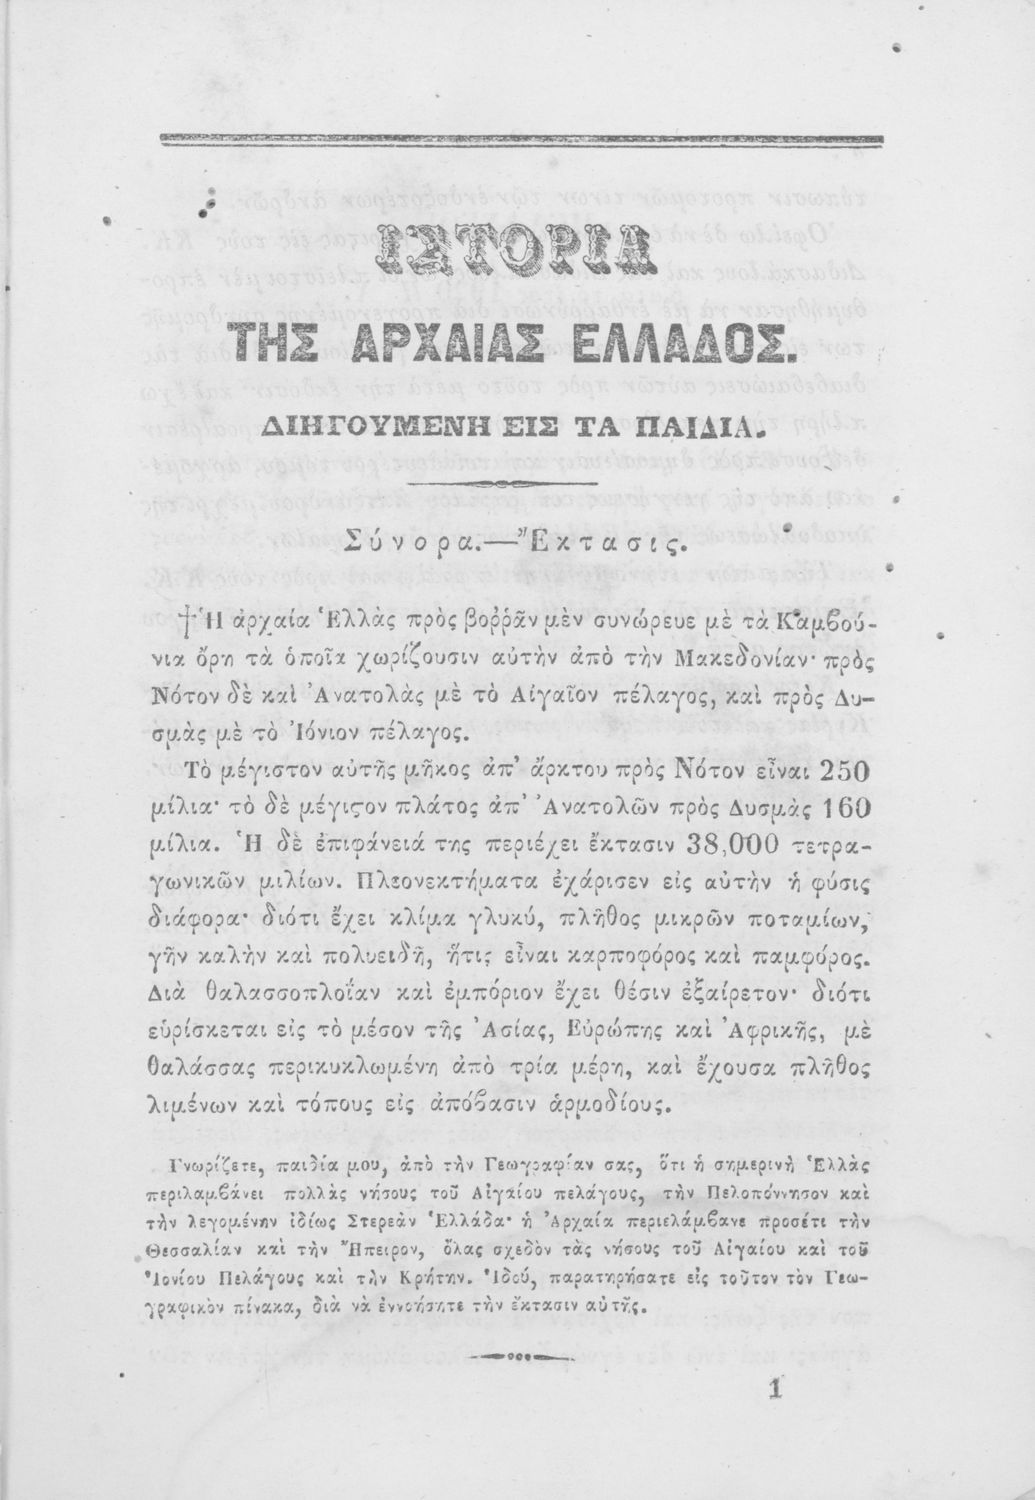 ΙΣΤΟΡΙΑ
ΤΗΣ ΑΡΧΑΙΑΣ ΕΛΛΑΔΟΣ.
ΔΙΗΓΟΥΜΕΝΗ ΕΙΣ ΤΑ ΠΑΙΔΙΑ.
Σύνορα.—Ἔκτασις.
†Ἡ ἀρχαία Ἑλλὰς πρὸς βοῤῥᾶν μὲν συνώρευε μὲ τὰ Καμβού-
νια ὄρη τὰ ὁποῖα χωρίζουσιν αὐτὴν ἀπὸ τὴν Μακεδονίαν· πρὸς
Νότον δὲ καὶ Ἀνατολὰς μὲ τὸ Αἰγαῖον πέλαγος, καὶ πρὸς Δυ-
σμὰς μὲ τὸ Ἰόνιον πέλαγος.
Τὸ μέγιστον αὐτῆς μῆκος ἀπ' ἄρκτου πρὸς Νότον εἶναι 250
μίλια· τὸ δὲ μέγιϛον πλάτος ἀπ' Ἀνατολῶν πρὸς Δυσμὰς 160
μίλια. Ἡ δὲ ἐπιφάνειά της περιέχει ἔκτασιν 38,000 τετρα-
γωνικῶν μιλίων. Πλεονεκτήματα ἐχάρισεν εἰς αὐτὴν ἡ φύσις
διάφορα· διότι ἔχει κλίμα γλυκύ, πλῆθος μικρῶν ποταμίων,
γῆν καλὴν καὶ πολυειδῆ, ἥτις εἶναι καρποφόρος καὶ παμφόρος.
Διὰ θαλασσοπλοΐαν καὶ ἐμπόριον ἔχει θέσιν ἐξαίρετον· διότι
εὑρίσκεται εἰς τὸ μέσον τῆς Ἀσίας, Εὐρώπης καὶ Ἀφρικῆς, μὲ
θαλάσσας περικυκλωμένη ἀπὸ τρία μέρη, καὶ ἔχουσα πλῆθος
λιμένων καὶ τόπους εἰς ἀπόβασιν ἁρμοδίους.
Γνωρίζετε, παιδία μου, ἀπὸ τὴν Γεωγραφίαν σας, ὅτι ἡ σημερινὴ Ἑλλὰς
περιλαμβάνει πολλὰς νήσους τοῦ Αἰγαίου πελάγους, τὴν Πελοπόννησον καὶ
τὴν λεγομένην ἰδίως Στερεὰν Ἑλλάδα· ἡ Ἀρχαία περιελάμβανε προσέτι τὴν
Θεσσαλίαν καὶ τὴν Ἤπειρον, ὅλας σχεδὸν τὰς νήσους τοῦ Αἰγαίου καὶ τοῦ
Ἰονίου Πελάγους καὶ τὴν Κρήτην. Ἰδού, παρατηρήσατε εἰς τοῦτον τὸν Γεω-
γραφικὸν πίνακα, διὰ νὰ ἐννοήσητε τὴν ἔκτασιν αὐτῆς.
1